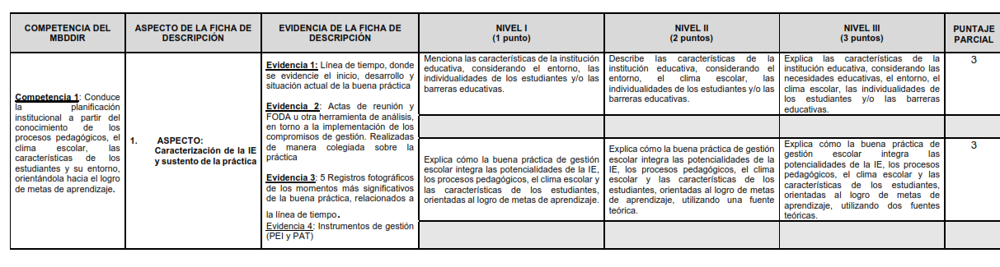 COMPETENCIA DEL
MBDDIR
ASPECTO DE LA FICHA DE
DESCRIPCIÓN
EVIDENCIA DE LA FICHA DE
DESCRIPCIÓN
NIVEL I
(1 punto)
NIVEL II
(2 puntos)
NIVEL III
(3 puntos)
PUNTAJE
PARCIAL
Competencia 1: Conduce
la planificación
institucional a partir del
conocimiento de los
procesos pedagógicos, el
clima escolar, las
características de los
estudiantes y su entorno,
orientándola hacia el logro
de metas de aprendizaje.
1. ASPECTO:
Caracterización de la IE
y sustento de la práctica
Evidencia 1: Línea de tiempo, donde
se evidencie el inicio, desarrollo y
situación actual de la buena práctica
Evidencia 2: Actas de reunión y
FODA u otra herramienta de análisis,
en torno a la implementación de los
compromisos de gestión. Realizadas
de manera colegiada sobre la
práctica
Evidencia 3: 5 Registros fotográficos
de los momentos más significativos
de la buena práctica, relacionados a
la línea de tiempo.
Evidencia 4: Instrumentos de gestión
(PEI y PAT)
Menciona las características de la institución
educativa, considerando el entorno, las
individualidades de los estudiantes y/o las
barreras educativas.
Describe las características de la
institución educativa, considerando el
entorno, el clima escolar, las
individualidades de los estudiantes y/o las
barreras educativas.
Explica las características de la
institución educativa, considerando las
necesidades educativas, el entorno, el
clima escolar, las individualidades de
los estudiantes y/o las barreras
educativas.
3
Explica cómo la buena práctica de gestión
escolar integra las potencialidades de la IE,
los procesos pedagógicos, el clima escolar y
las características de los estudiantes,
orientadas al logro de metas de aprendizaje.
Explica cómo la buena práctica de gestión
escolar integra las potencialidades de la IE,
los procesos pedagógicos, el clima
escolar y las características de los
estudiantes, orientadas al logro de metas
de aprendizaje, utilizando una fuente
teórica.
Explica cómo la buena práctica de
gestión escolar integra las
potencialidades de la IE, los procesos
pedagógicos, el clima escolar y las
características de los estudiantes,
orientadas al logro de metas de
aprendizaje, utilizando dos fuentes
teóricas.
3